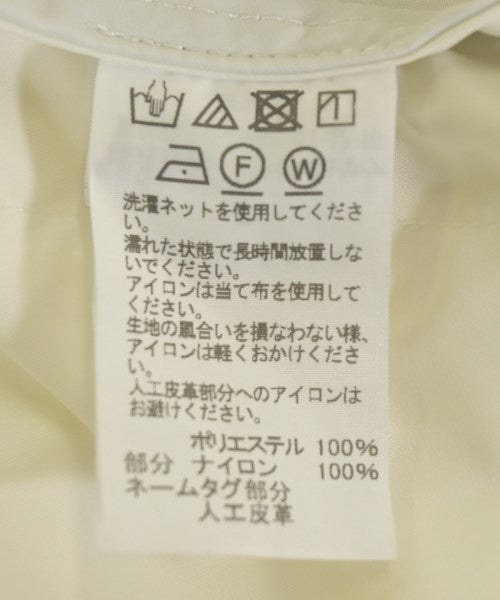 F W
洗濯ネットを使用してくださ
い。
濡れた状態で長時間放置しな
いでください。
アイロンは当て布を使用して
ください。
生地の風合いを損なわない様、
アイロンは軽くおかけくださ
い。
人工皮革部分へのアイロンは
お避けください。
ポリエステル 100%
部分 ナイロン 100%
ネームタグ部分
人工皮革